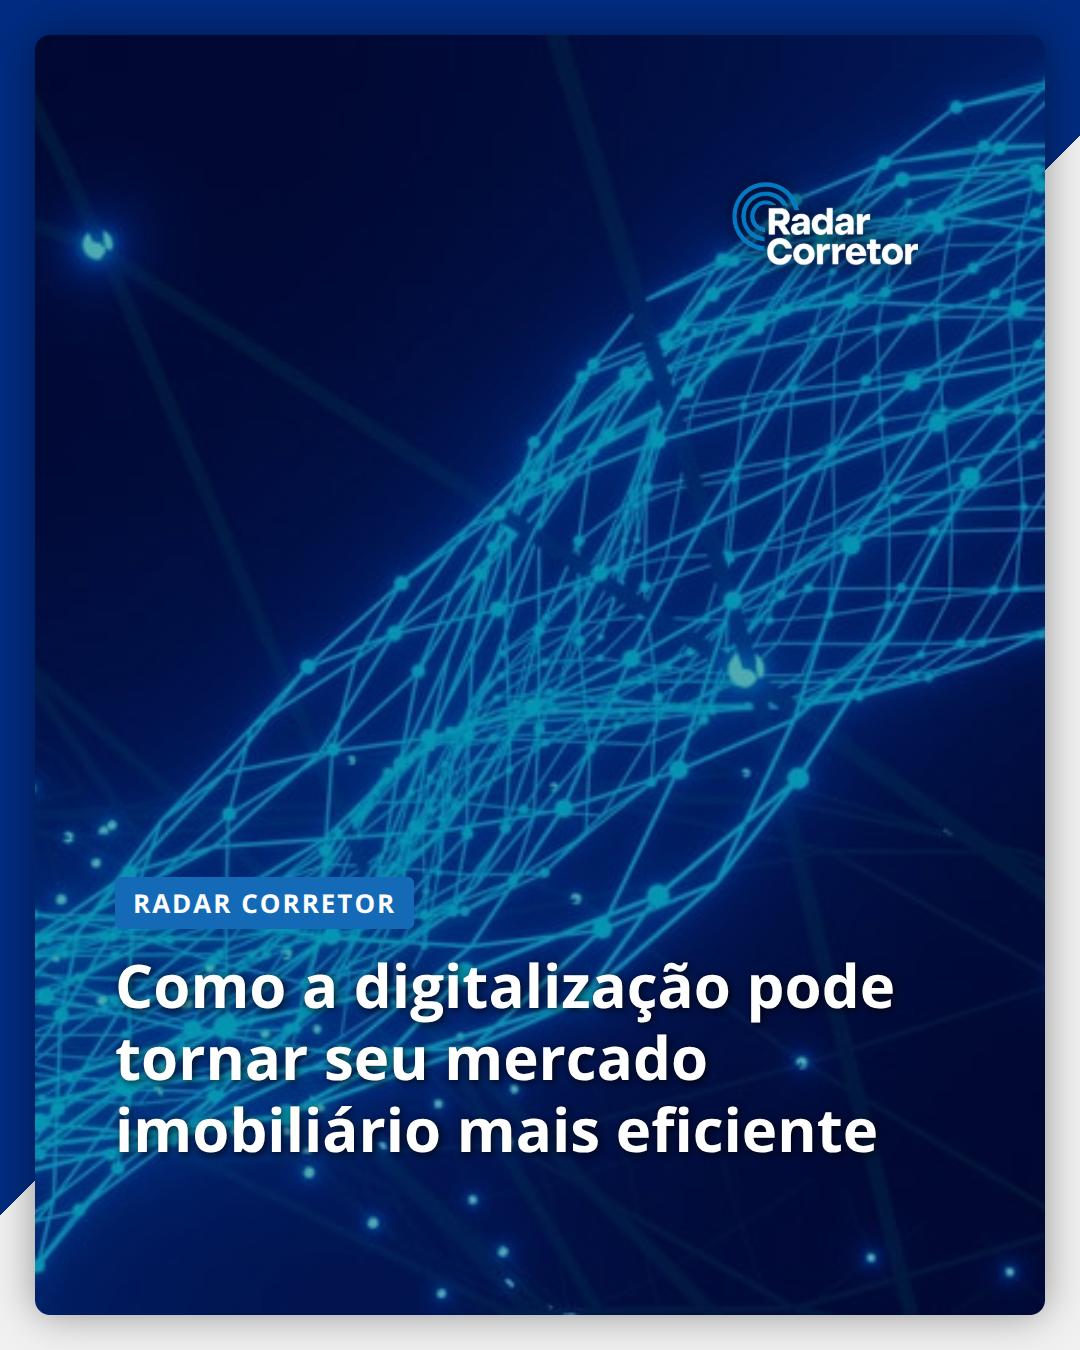 Radar
Corretor
RADAR CORRETOR
Como a digitalização pode
tornar seu mercado
imobiliário mais eficiente